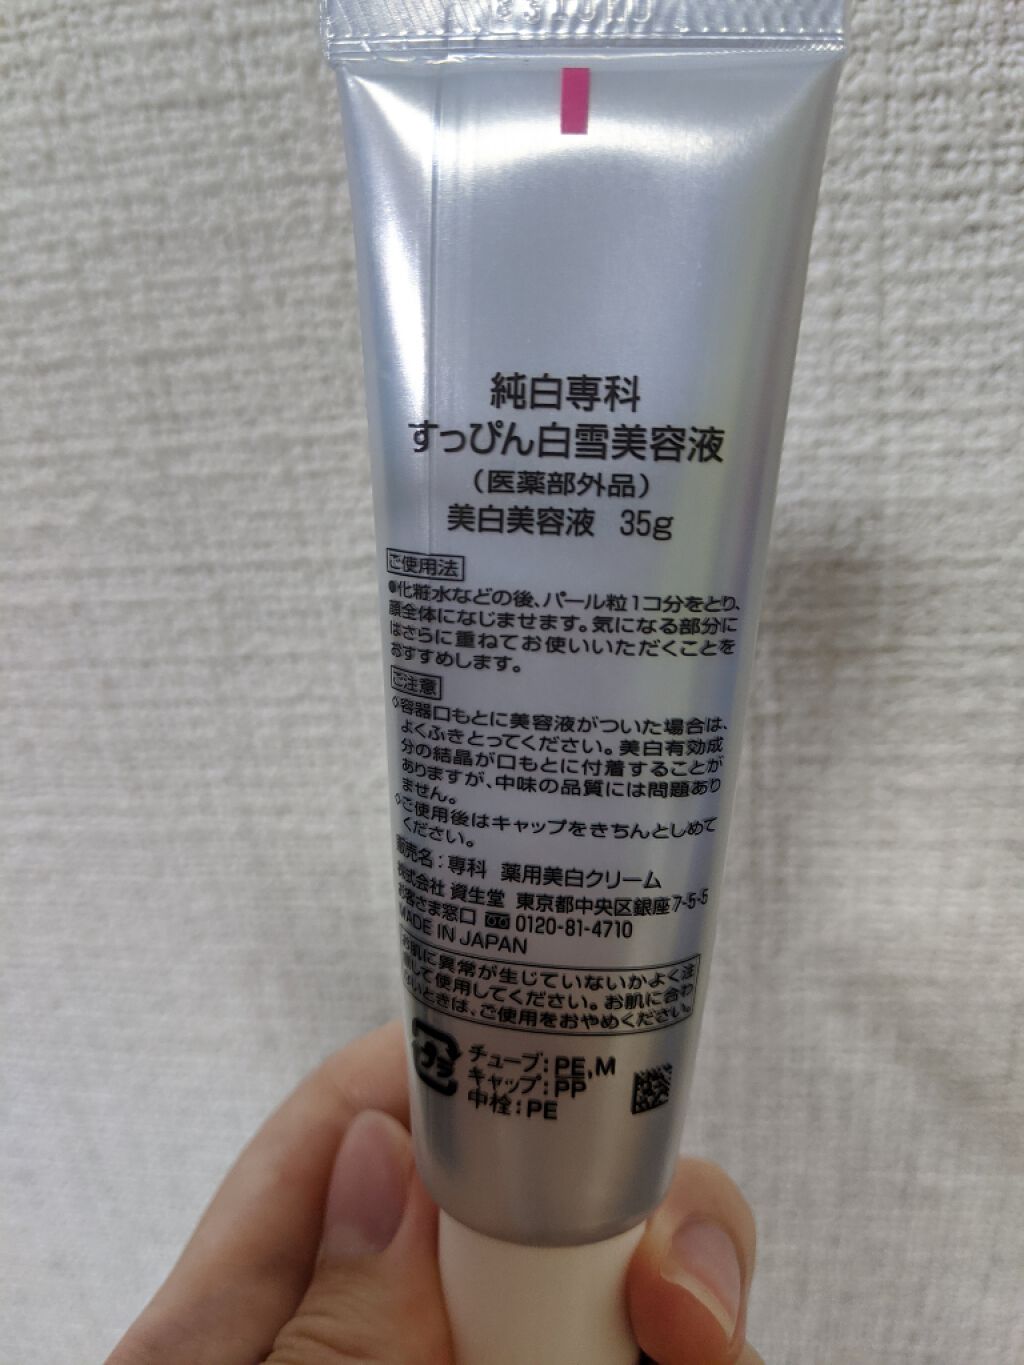 純白専科
すっぴん白雪美容液
（医薬部外品）
美白美容液 35g
ご使用法
●化粧水などの後、パール粒1コ分をとり、
顔全体になじませます。気になる部分に
はさらに重ねてお使いいただくことを
おすすめします。
ご注意
◇容器口もとに美容液がついた場合は、
よくふきとってください。美白有効成
分の結晶が口もとに付着することが
ありますが、中味の品質には問題あり
ません。
◇ご使用後はキャップをきちんとしめて
ください。
販売名：専科 薬用美白クリーム
株式会社 資生堂 東京都中央区銀座7-5-5
お客さま窓口 0120-81-4710
MADE IN JAPAN
お肌に異常が生じていないかよく注
意して使用してください。お肌に合わ
ないときは、ご使用をおやめください。
プラ
チューブ：PE,M
キャップ：PP
中栓：PE